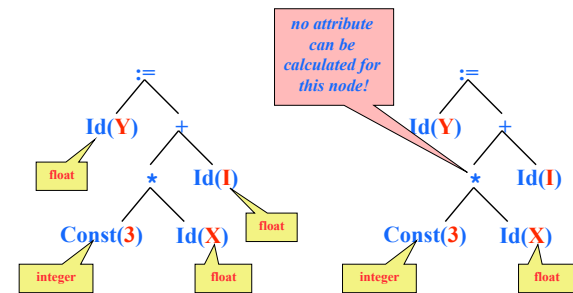 no attribute
can be
calculated for
this node!
:=
Id(Y)
+
float
*
Id(I)
float
Const(3)
Id(X)
integer
float
:=
Id(Y)
+
*
Id(I)
Const(3)
Id(X)
integer
float